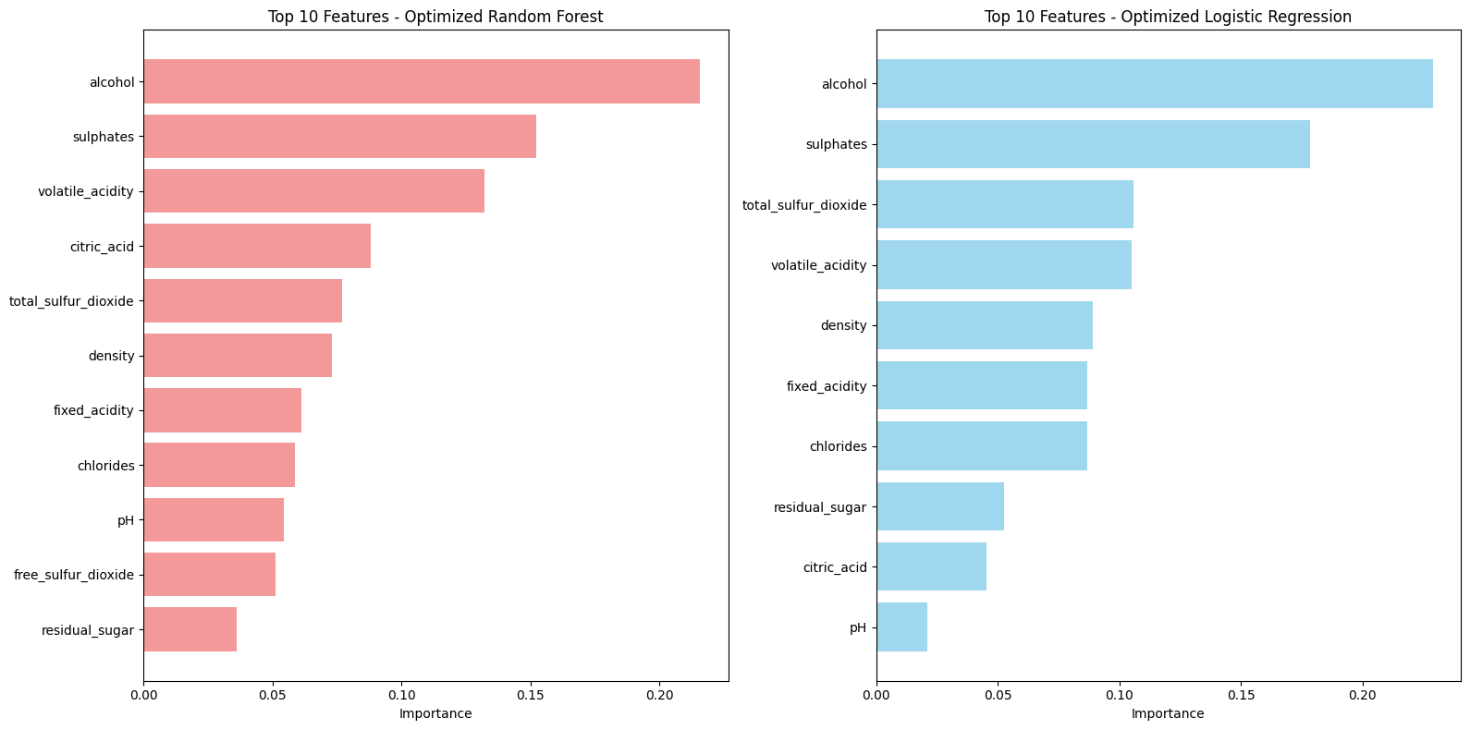 Top 10 Features - Optimized Random Forest
alcohol
sulphates
volatile_acidity
citric_acid
total_sulfur_dioxide
density
fixed_acidity
chlorides
pH
free_sulfur_dioxide
residual_sugar
0.00 0.05 0.10 0.15 0.20
Importance
Top 10 Features - Optimized Logistic Regression
alcohol
sulphates
total_sulfur_dioxide
volatile_acidity
density
fixed_acidity
chlorides
residual_sugar
citric_acid
pH
0.00 0.05 0.10 0.15 0.20
Importance